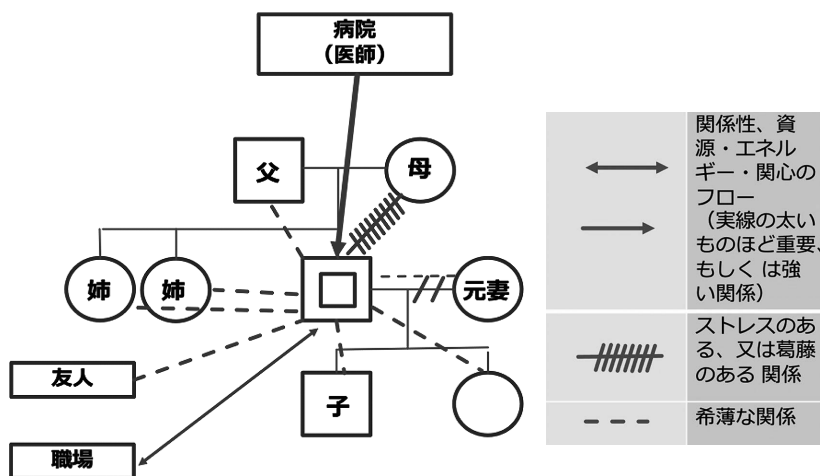 病院
（医師）
父
母
姉
姉
元妻
友人
子
職場
関係性、資
源・エネル
ギー・関心の
フロー
（実線の太い
ものほど重要、
もしく は強
い関係）
ストレスのあ
る、又は葛藤
のある 関係
希薄な関係